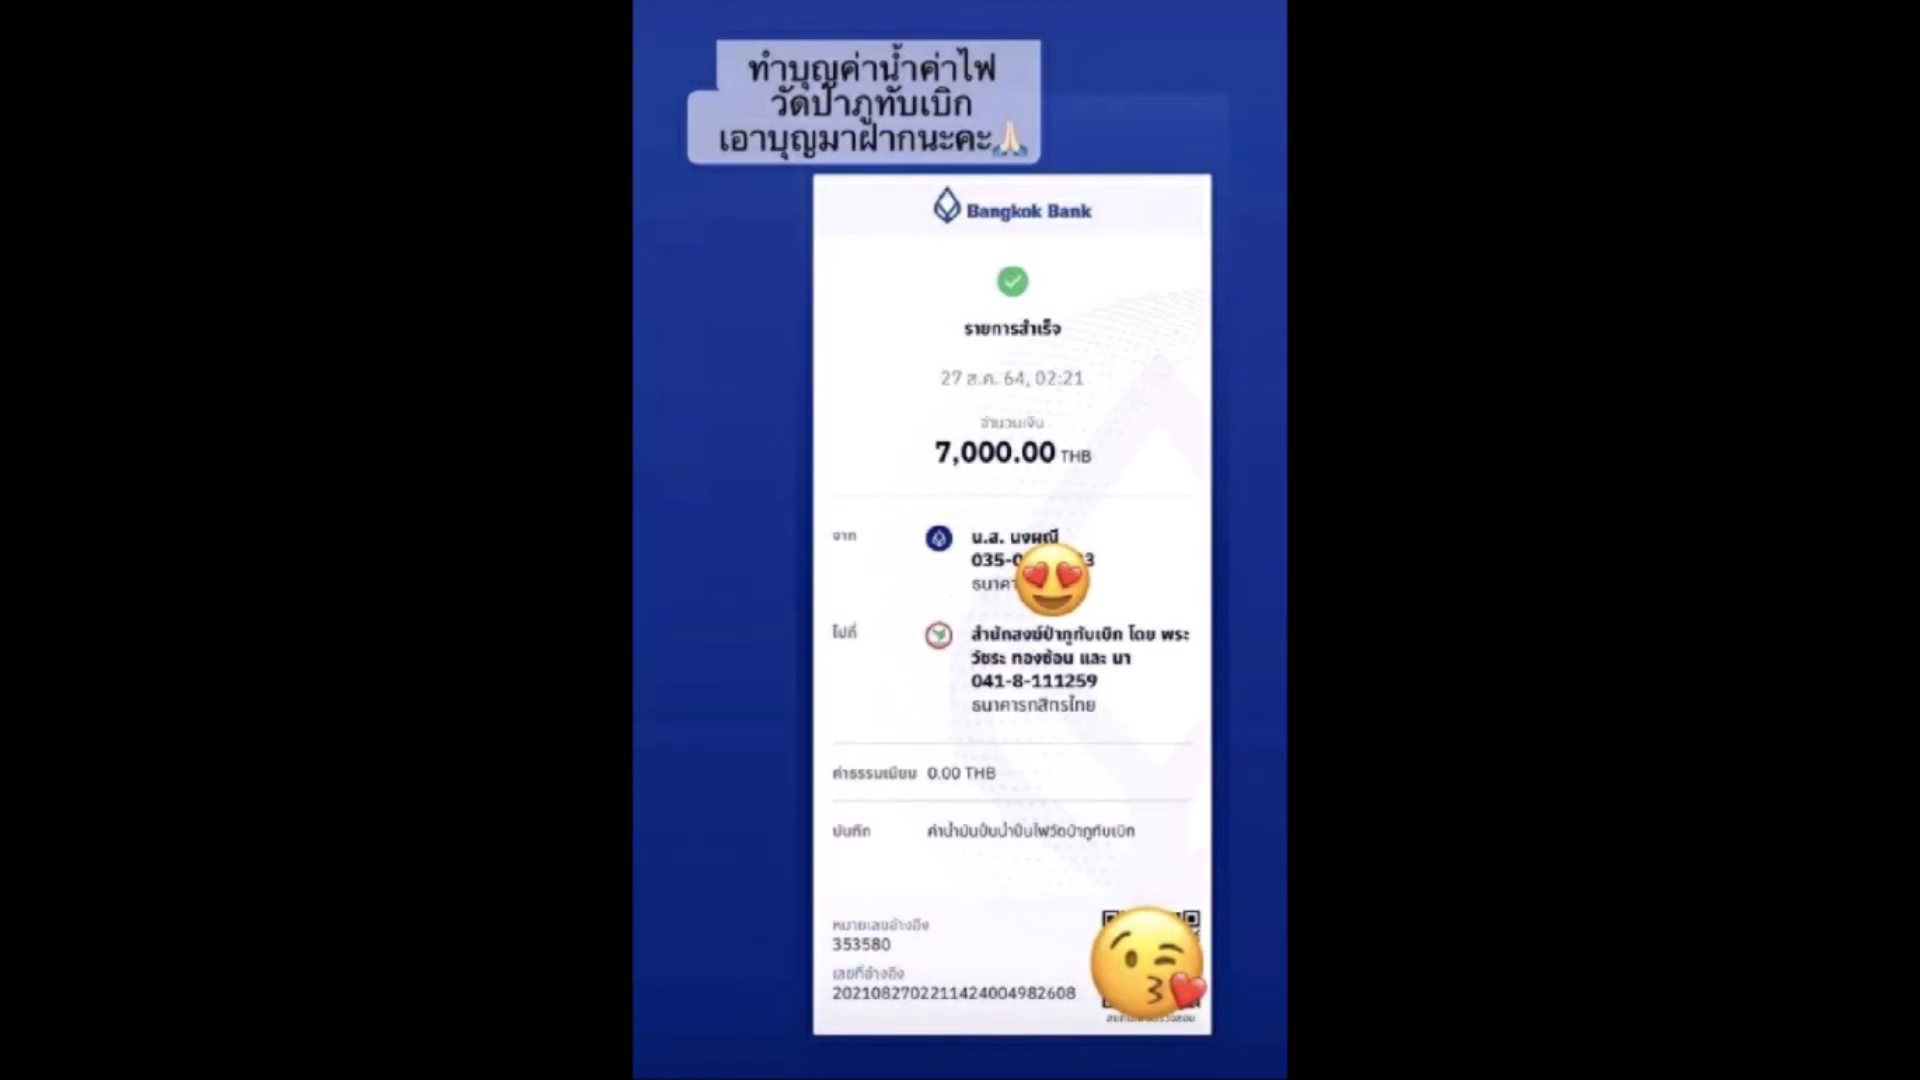 ทำบุญค่าน้ำค่าไฟ
วัดป่าภูทับเบิก
เอาบุญมาฝากนะคะ🙏🏻
Bangkok Bank
รายการสำเร็จ
27 ส.ค. 64, 02:21
จำนวนเงิน
7,000.00 THB
จาก
น.ส. นงผณี
035-0 3
ธนาคา
ไปที่
สำนักสงฆ์ป่าภูทับเบิก โดย พระ
วัชระ ทองซ้อน และ นา
041-8-111259
ธนาคารกสิกรไทย
ค่าธรรมเนียม 0.00 THB
บันทึก ค่าน้ำมันปั่นน้ำปั่นไฟวัดป่าภูทับเบิก
หมายเลขอ้างอิง
353580
เลขที่อ้างอิง
2021082702211424004982608